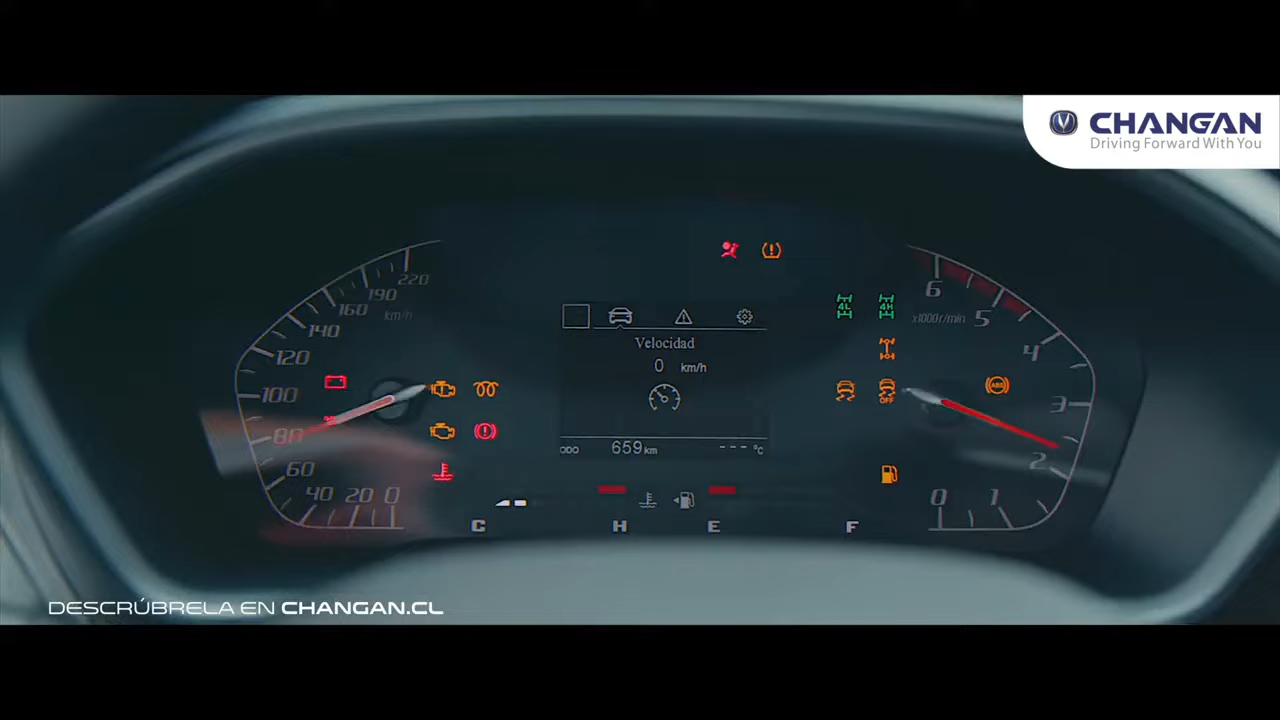 CHANGAN
Driving Forward With You
220
190
160
km/h
140
120
100
80
60
40
20
0
Velocidad
0 km/h
ODO 659 km
--- °C
C
H
E
F
4L
4H
OFF
ABS
6
x1000 r/min
5
4
3
2
1
0
DESCRÚBRELA EN CHANGAN.CL